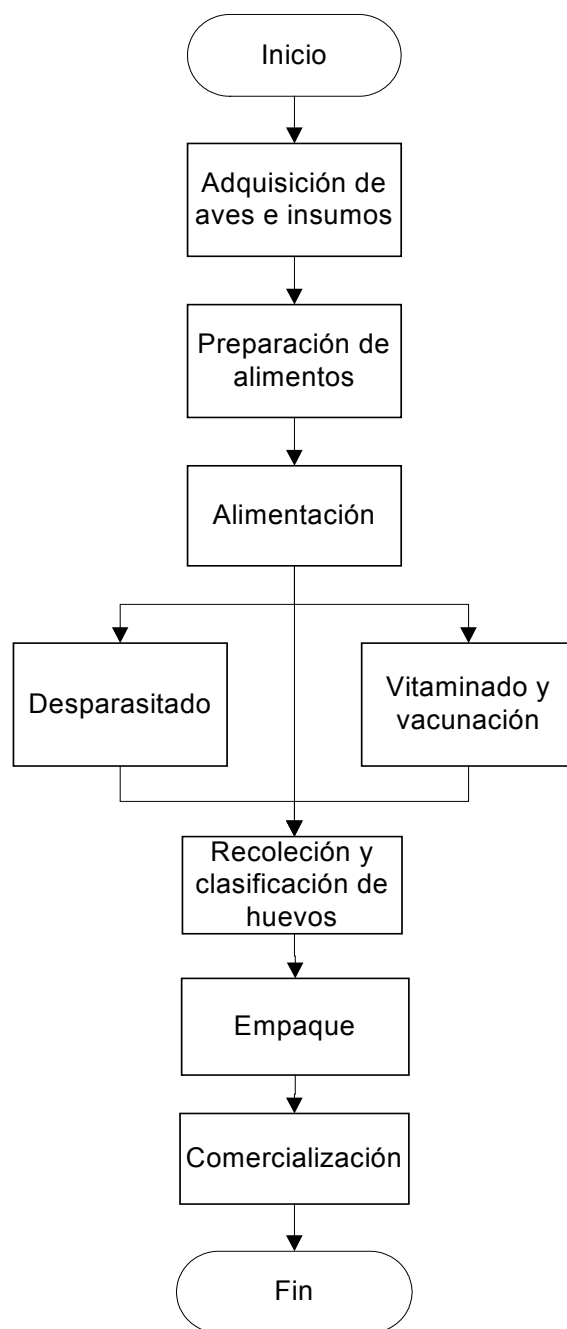 Inicio
Adquisición de
aves e insumos
Preparación de
alimentos
Alimentación
Desparasitado
Vitaminado y
vacunación
Recoleción y
clasificación de
huevos
Empaque
Comercialización
Fin